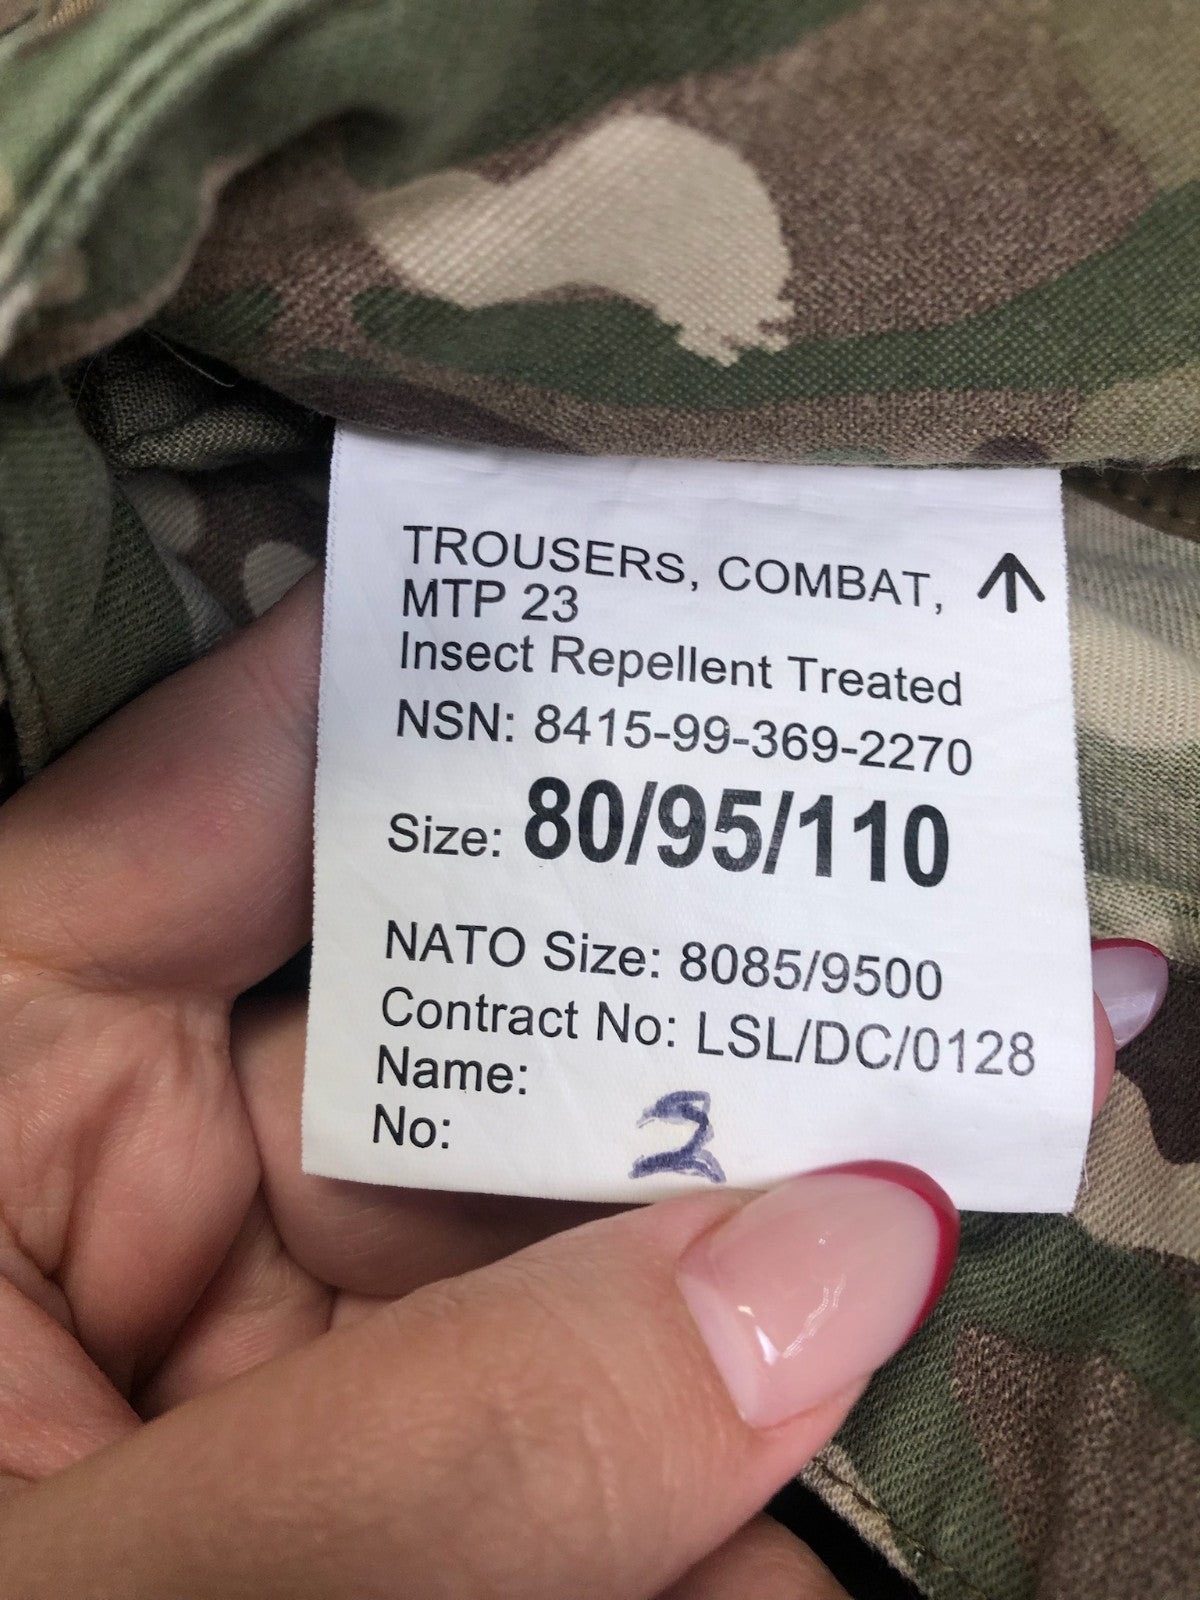 TROUSERS, COMBAT,
MTP 23
Insect Repellent Treated
NSN: 8415-99-369-2270
Size: 80/95/110
NATO Size: 8085/9500
Contract No: LSL/DC/0128
Name:
No:
2